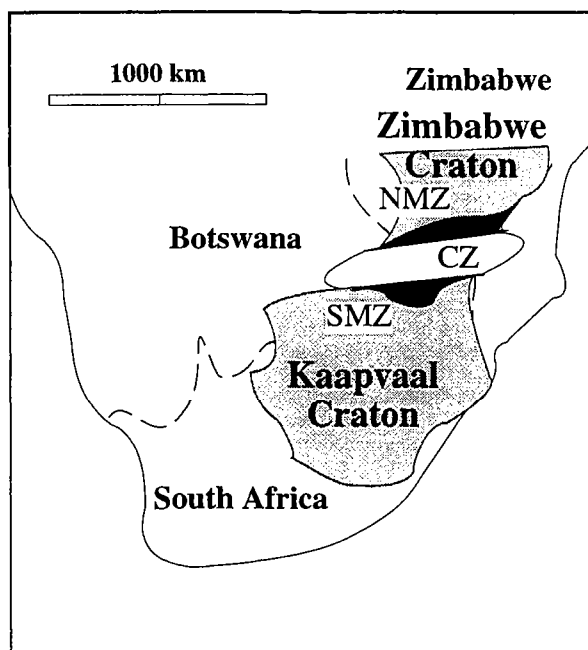 1000 km
Zimbabwe
Zimbabwe
Craton
NMZ
Botswana
CZ
SMZ
Kaapvaal
Craton
South Africa